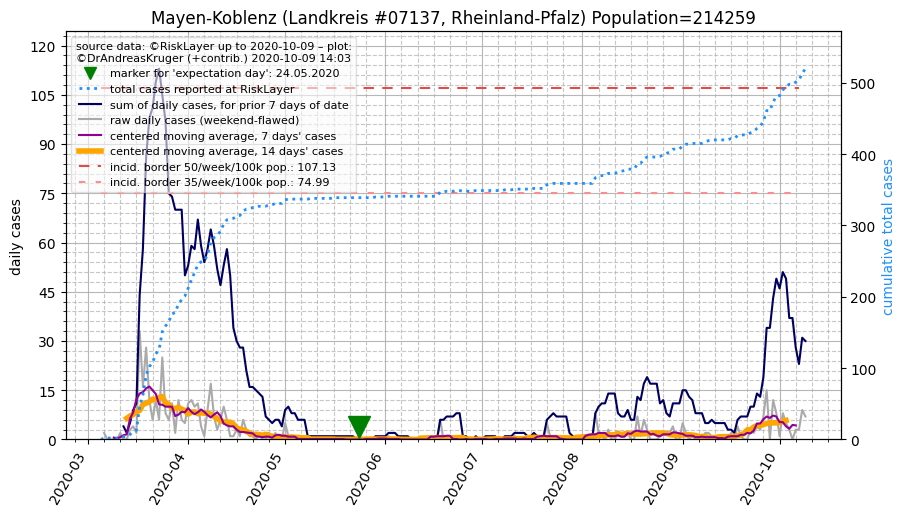 Mayen-Koblenz (Landkreis #07137, Rheinland-Pfalz) Population=214259
source data: ©RiskLayer up to 2020-10-09 – plot:
©DrAndreasKruger (+contrib.) 2020-10-09 14:03
marker for 'expectation day': 24.05.2020
total cases reported at RiskLayer
sum of daily cases, for prior 7 days of date
raw daily cases (weekend-flawed)
centered moving average, 7 days' cases
centered moving average, 14 days' cases
incid. border 50/week/100k pop.: 107.13
incid. border 35/week/100k pop.: 74.99
daily cases
120
105
90
75
60
45
30
15
0
cumulative total cases
500
400
300
200
100
0
2020-03
2020-04
2020-05
2020-06
2020-07
2020-08
2020-09
2020-10